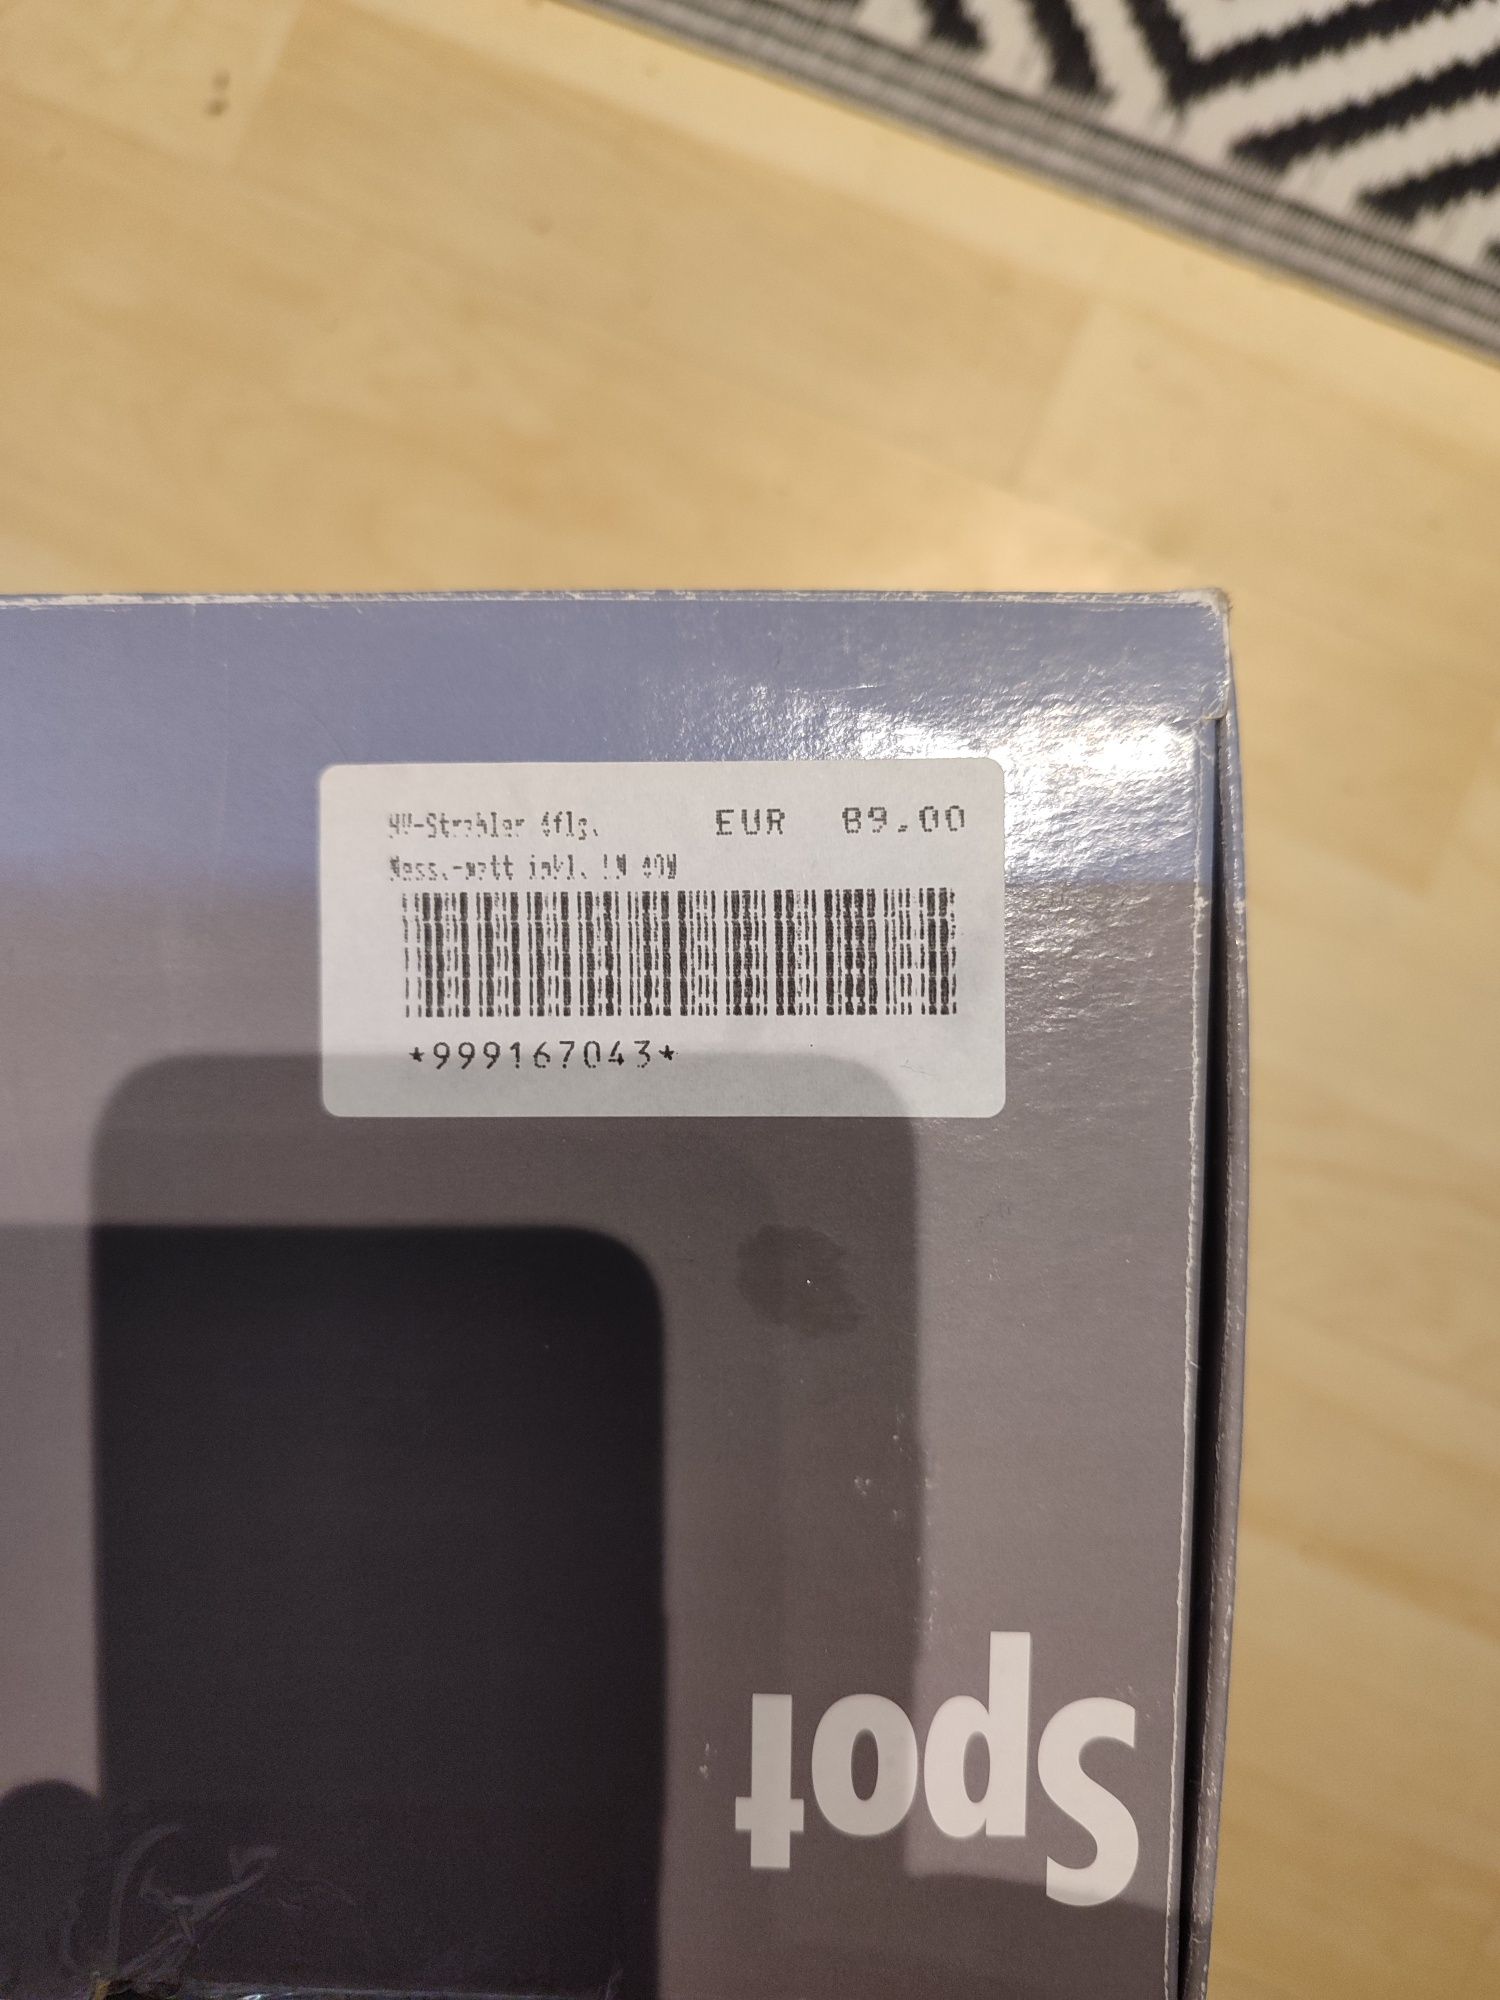 HV-Strahler 4flg. EUR 89,00
Mess.-matt inkl. LM 40W
*999167043*
Spot